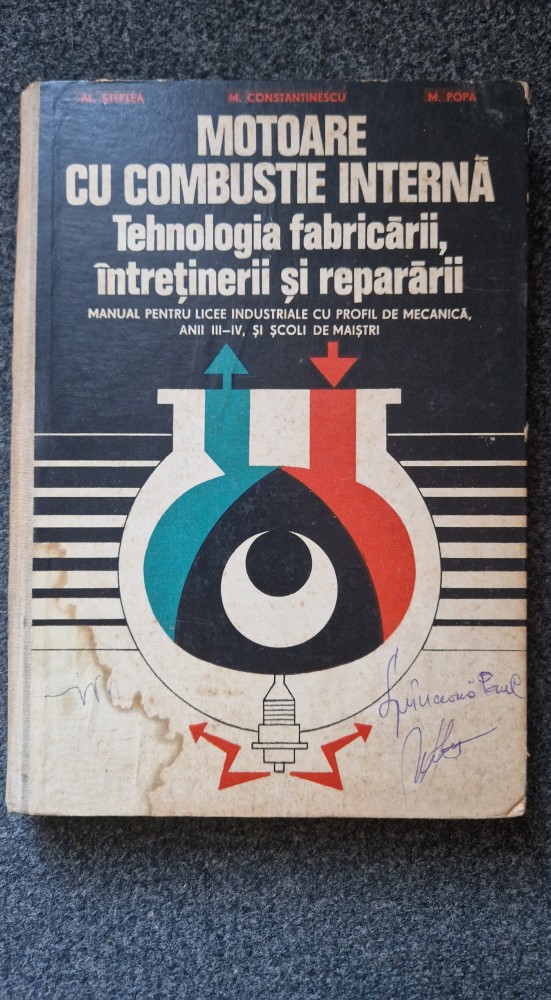 AL. ȘTEFLEA M. CONSTANTINESCU M. POPA
MOTOARE
CU COMBUSTIE INTERNĂ
Tehnologia fabricării,
întreținerii și reparării
MANUAL PENTRU LICEE INDUSTRIALE CU PROFIL DE MECANICĂ,
ANII III–IV, ȘI ȘCOLI DE MAIȘTRI